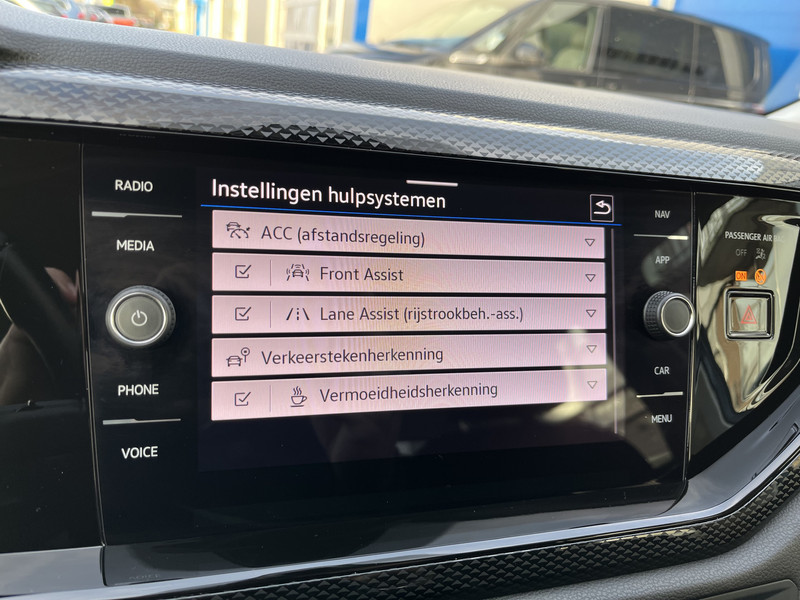 RADIO
MEDIA
PHONE
VOICE
Instellingen hulpsystemen
ACC (afstandsregeling)
Front Assist
Lane Assist (rijstrookbeh.-ass.)
Verkeerstekenherkenning
Vermoeidheidsherkenning
NAV
APP
CAR
MENU
PASSENGER AIR
OFF
ON